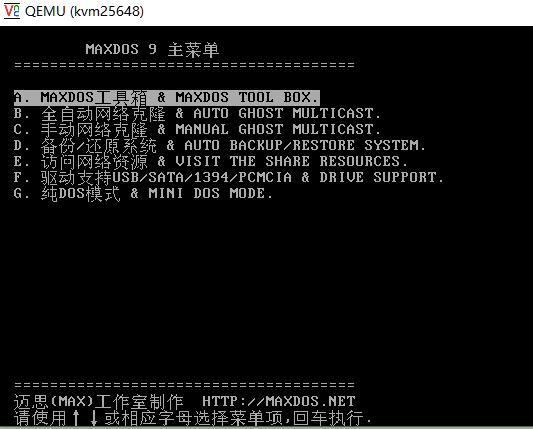 QEMU (kvm25648)
MAXDOS 9 主菜单
======================================
A. MAXDOS工具箱 & MAXDOS TOOL BOX.
B. 全自动网络克隆 & AUTO GHOST MULTICAST.
C. 手动网络克隆 & MANUAL GHOST MULTICAST.
D. 备份/还原系统 & AUTO BACKUP/RESTORE SYSTEM.
E. 访问网络资源 & VISIT THE SHARE RESOURCES.
F. 驱动支持USB/SATA/1394/PCMCIA & DRIVE SUPPORT.
G. 纯DOS模式 & MINI DOS MODE.
======================================
迈思(MAX)工作室制作 HTTP://MAXDOS.NET
请使用↑↓或相应字母选择菜单项,回车执行.